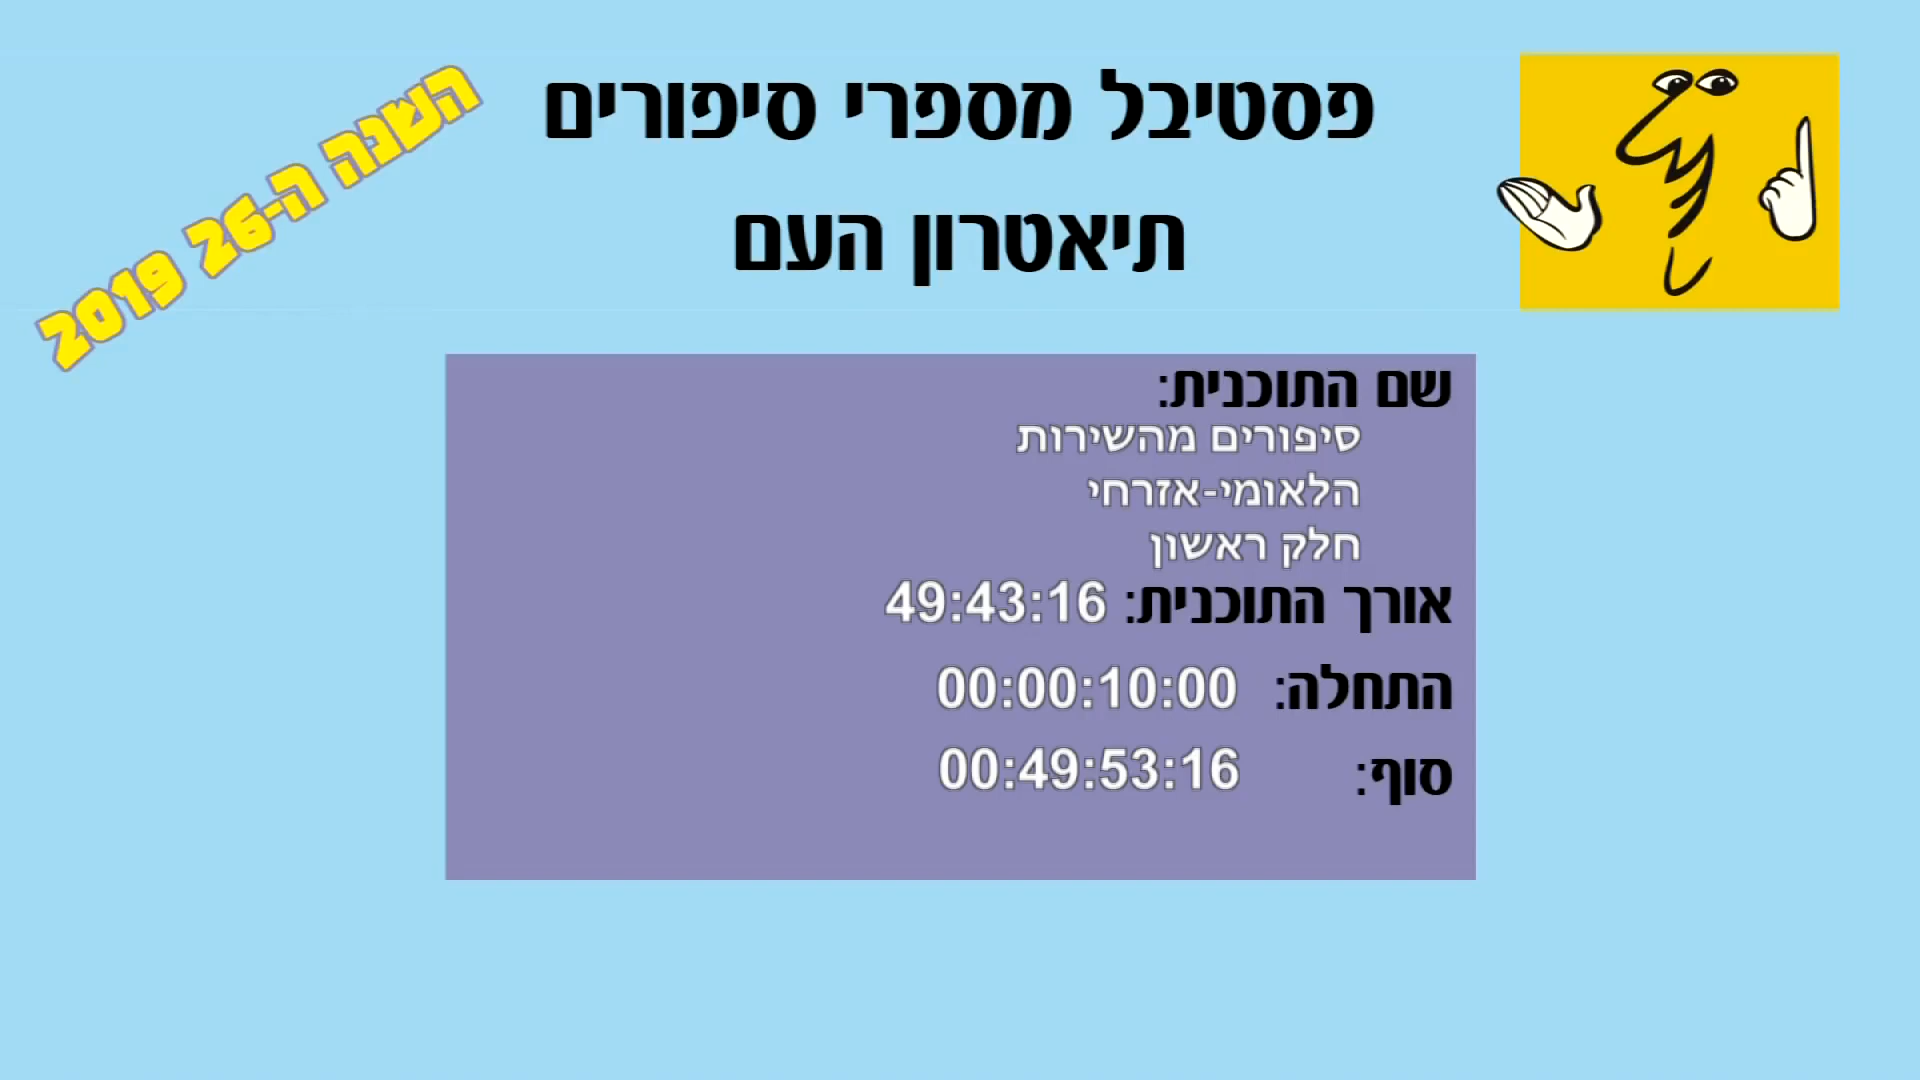 פסטיבל מספרי סיפורים
תיאטרון העם
השנה ה-26 2019
שם התוכנית:
סיפורים מהשירות
הלאומי-אזרחי
חלק ראשון
אורך התוכנית: 49:43:16
התחלה: 00:00:10:00
סוף: 00:49:53:16